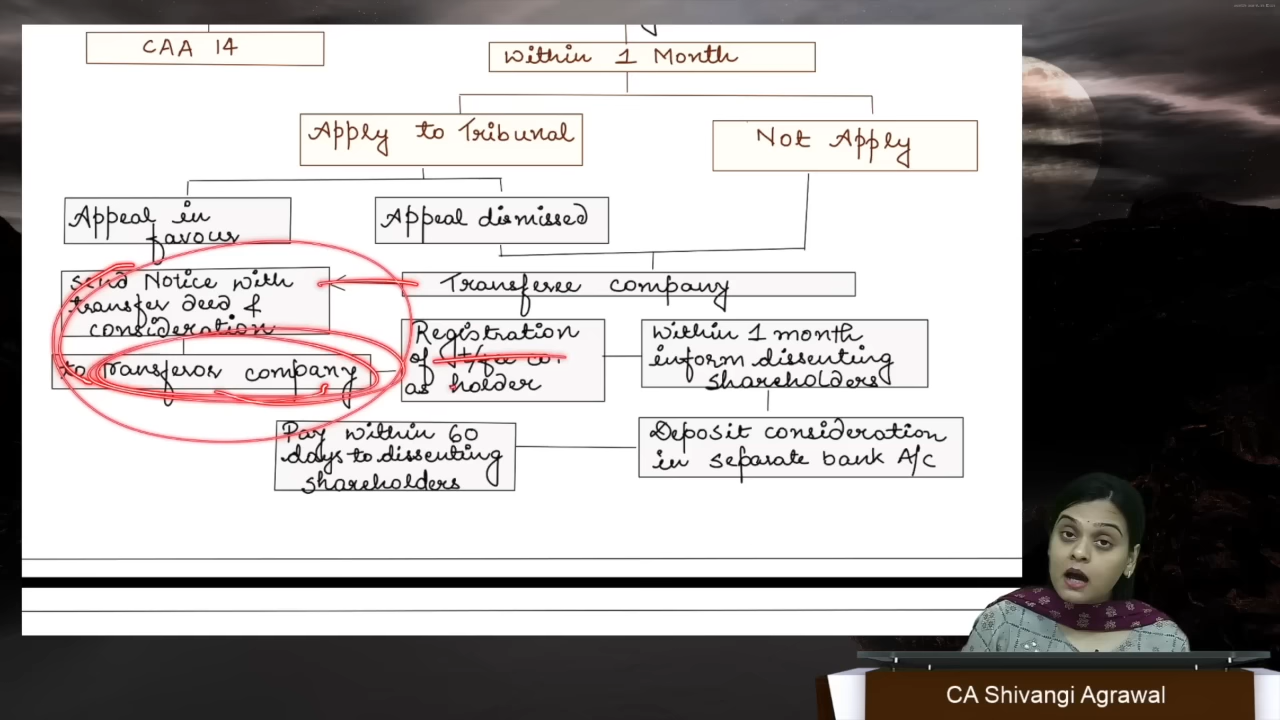 CAA 14
Within 1 Month
Apply to Tribunal
Not Apply
Appeal in
favour
Appeal dismissed
Send Notice with
transfer deed &
consideration
Transferee company
to transferor company
Registration
of
as holder
Within 1 month
inform dissenting
shareholders
Pay within 60
days to dissenting
shareholders
Deposit consideration
in separate bank A/C
CA Shivangi Agrawal